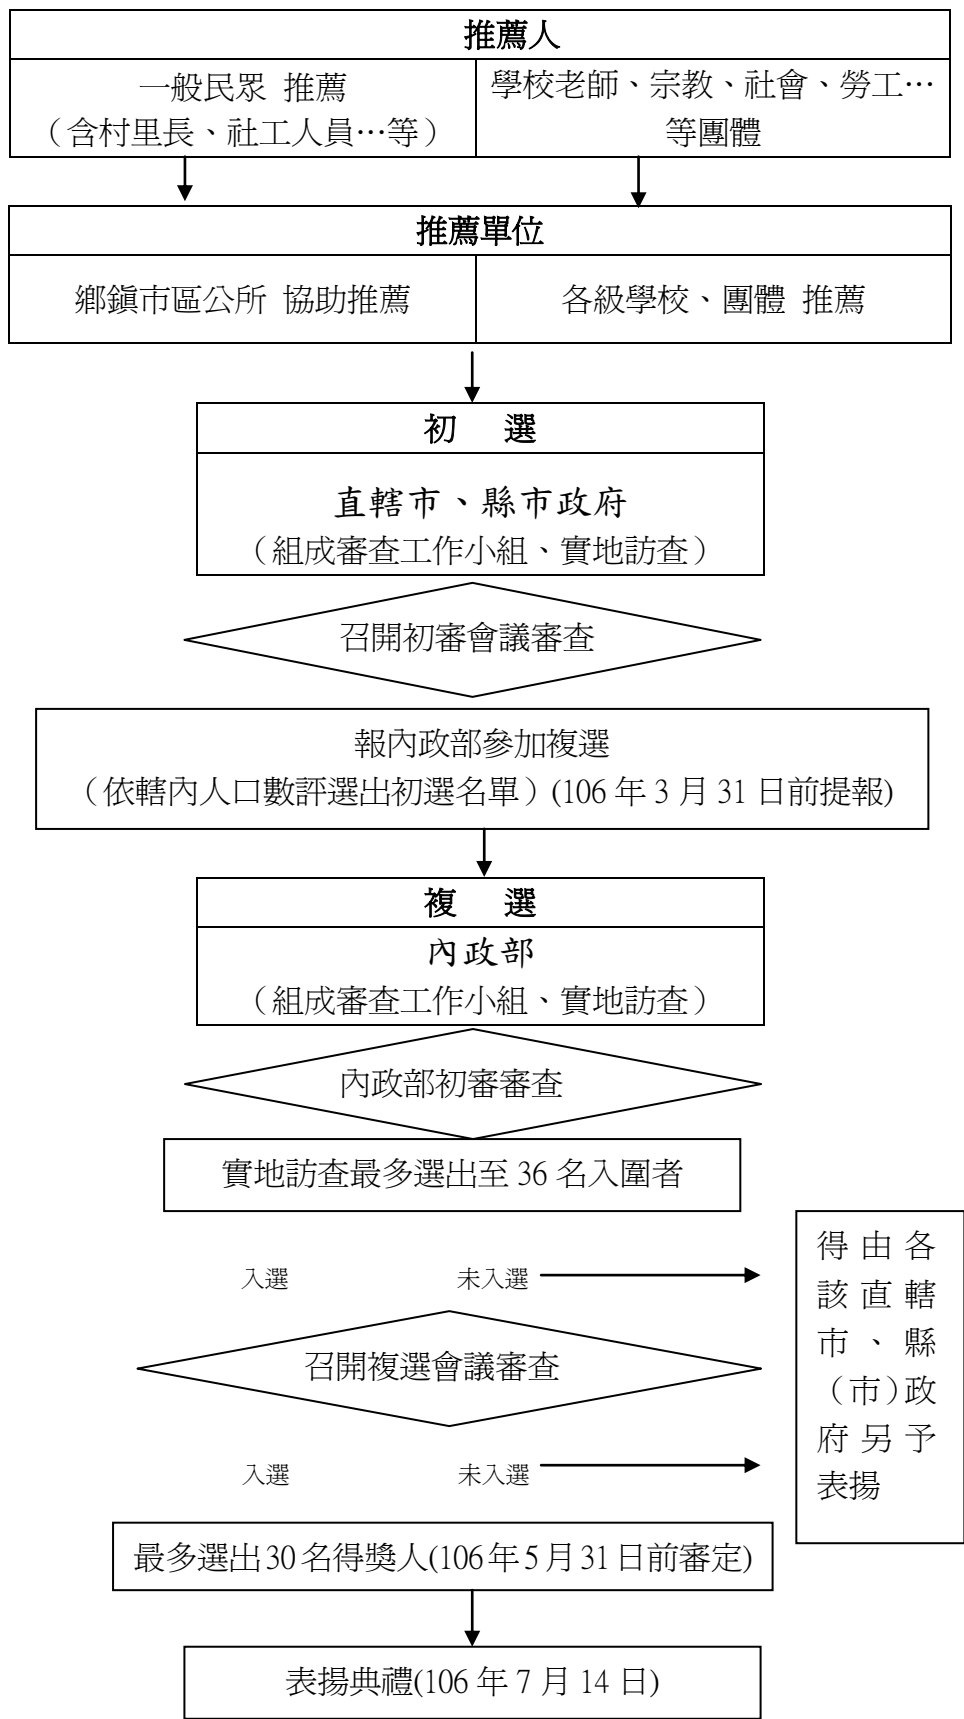 推薦人
一般民眾 推薦
（含村里長、社工人員…等）
學校老師、宗教、社會、勞工…
等團體
推薦單位
鄉鎮市區公所 協助推薦
各級學校、團體 推薦
初 選
直轄市、縣市政府
（組成審查工作小組、實地訪查）
召開初審會議審查
報內政部參加複選
（依轄內人口數評選出初選名單）(106 年 3 月 31 日前提報)
複 選
內政部
（組成審查工作小組、實地訪查）
內政部初審審查
實地訪查最多選出至 36 名入圍者
入選 未入選
召開複選會議審查
入選 未入選
得由各
該直轄
市、縣
（市）政
府另予
表揚
最多選出30名得獎人(106年5月31日前審定)
表揚典禮(106 年 7 月 14 日)